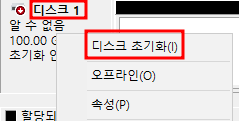 디스크 1
알 수 없음
100.00 G
초기화 인
디스크 초기화(I)
오프라인(O)
속성(P)
할당되